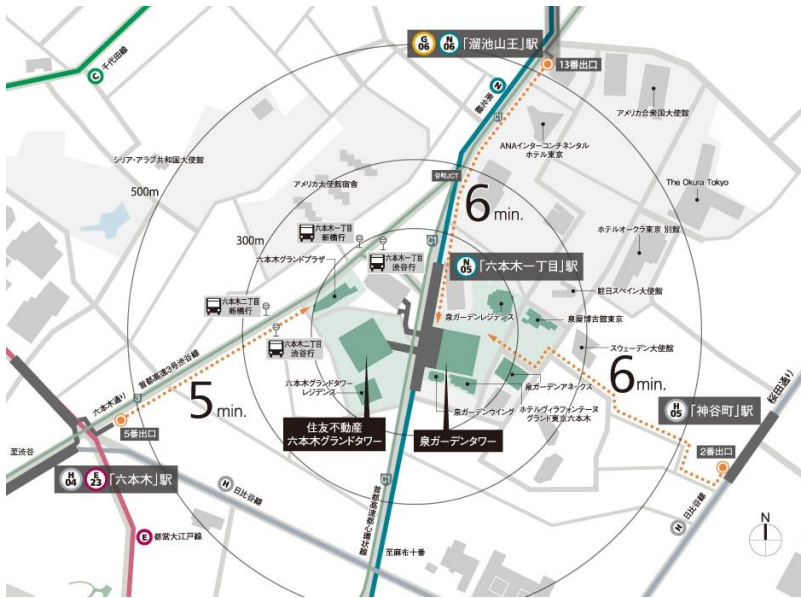 G
06
N
06
「溜池山王」駅
13番出口
C
千代田線
N
南北線
C1
アメリカ合衆国大使館
ANAインターコンチネンタル
ホテル東京
シリア・アラブ共和国大使館
アメリカ大使館宿舎
谷町JCT
The Okura Tokyo
500m
6
min.
300m
六本木一丁目
新橋行
C1
ホテルオークラ東京 別館
六本木一丁目
渋谷行
六本木グランドプラザ
N
05
「六本木一丁目」駅
駐日スペイン大使館
六本木二丁目
新橋行
泉ガーデンレジデンス
泉屋博古館東京
六本木二丁目
渋谷行
スウェーデン大使館
首都高速3号渋谷線
6
min.
桜田通り
六本木グランドタワー
レジデンス
泉ガーデンアネックス
六本木通り
3
5
min.
泉ガーデンウイング
ホテルヴィラフォンテーヌ
グランド東京六本木
H
05
「神谷町」駅
5番出口
住友不動産
六本木グランドタワー
泉ガーデンタワー
至渋谷
2番出口
H
04
E
23
「六本木」駅
H
日比谷線
C1
首都高速都心環状線
H
日比谷線
N
E
都営大江戸線
至麻布十番